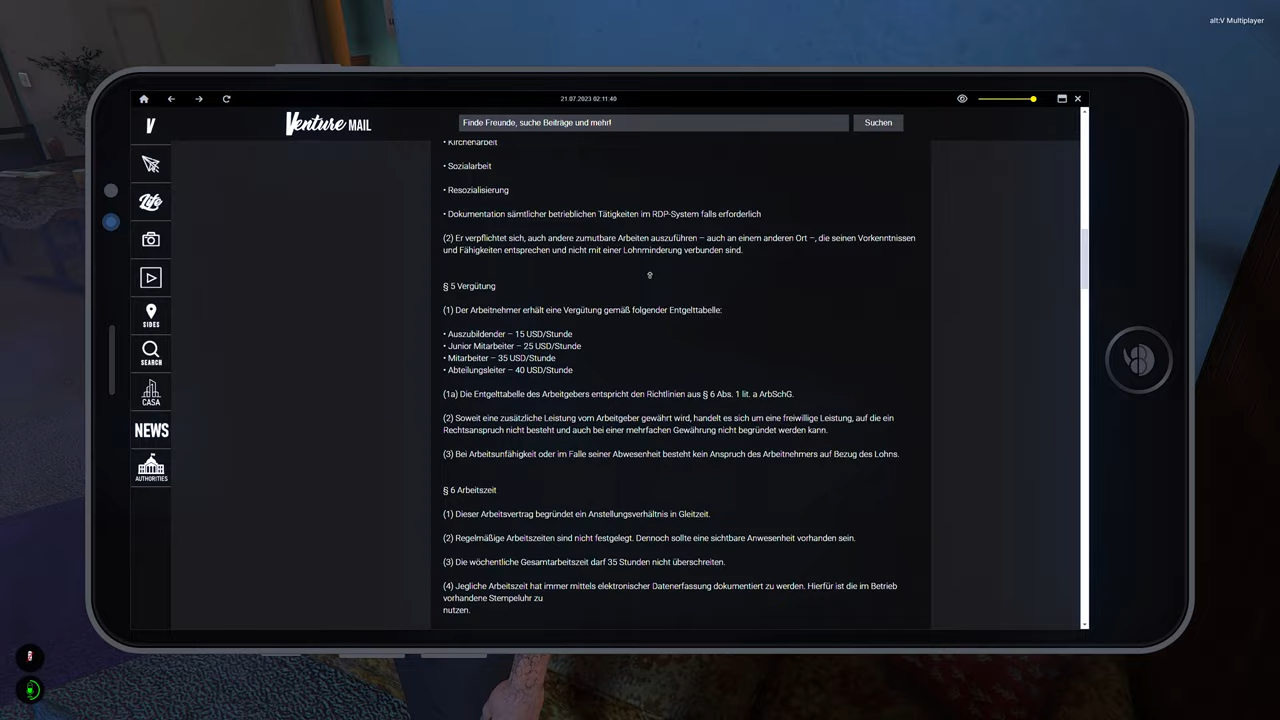 alt:V Multiplayer
21.07.2023 02:11:40
V
Venture MAIL
Finde Freunde, suche Beiträge und mehr!
Suchen
Life
SIDES
SEARCH
CASA
NEWS
AUTHORITIES
• Kirchenarbeit
• Sozialarbeit
• Resozialisierung
• Dokumentation sämtlicher betrieblichen Tätigkeiten im RDP-System falls erforderlich
(2) Er verpflichtet sich, auch andere zumutbare Arbeiten auszuführen – auch an einem anderen Ort –, die seinen Vorkenntnissen
und Fähigkeiten entsprechen und nicht mit einer Lohnminderung verbunden sind.
§ 5 Vergütung
(1) Der Arbeitnehmer erhält eine Vergütung gemäß folgender Entgelttabelle:
• Auszubildender – 15 USD/Stunde
• Junior Mitarbeiter – 25 USD/Stunde
• Mitarbeiter – 35 USD/Stunde
• Abteilungsleiter – 40 USD/Stunde
(1a) Die Entgelttabelle des Arbeitgebers entspricht den Richtlinien aus § 6 Abs. 1 lit. a ArbSchG.
(2) Soweit eine zusätzliche Leistung vom Arbeitgeber gewährt wird, handelt es sich um eine freiwillige Leistung, auf die ein
Rechtsanspruch nicht besteht und auch bei einer mehrfachen Gewährung nicht begründet werden kann.
(3) Bei Arbeitsunfähigkeit oder im Falle seiner Abwesenheit besteht kein Anspruch des Arbeitnehmers auf Bezug des Lohns.
§ 6 Arbeitszeit
(1) Dieser Arbeitsvertrag begründet ein Anstellungsverhältnis in Gleitzeit.
(2) Regelmäßige Arbeitszeiten sind nicht festgelegt. Dennoch sollte eine sichtbare Anwesenheit vorhanden sein.
(3) Die wöchentliche Gesamtarbeitszeit darf 35 Stunden nicht überschreiten.
(4) Jegliche Arbeitszeit hat immer mittels elektronischer Datenerfassung dokumentiert zu werden. Hierfür ist die im Betrieb
vorhandene Stempeluhr zu
nutzen.